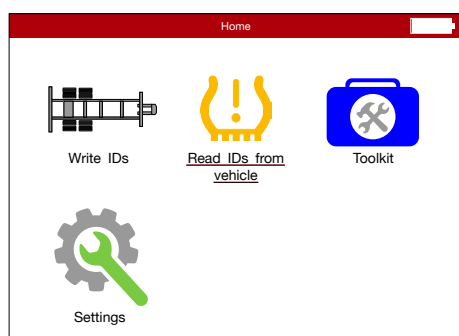 Home
Write IDs
Read IDs from
vehicle
Toolkit
Settings